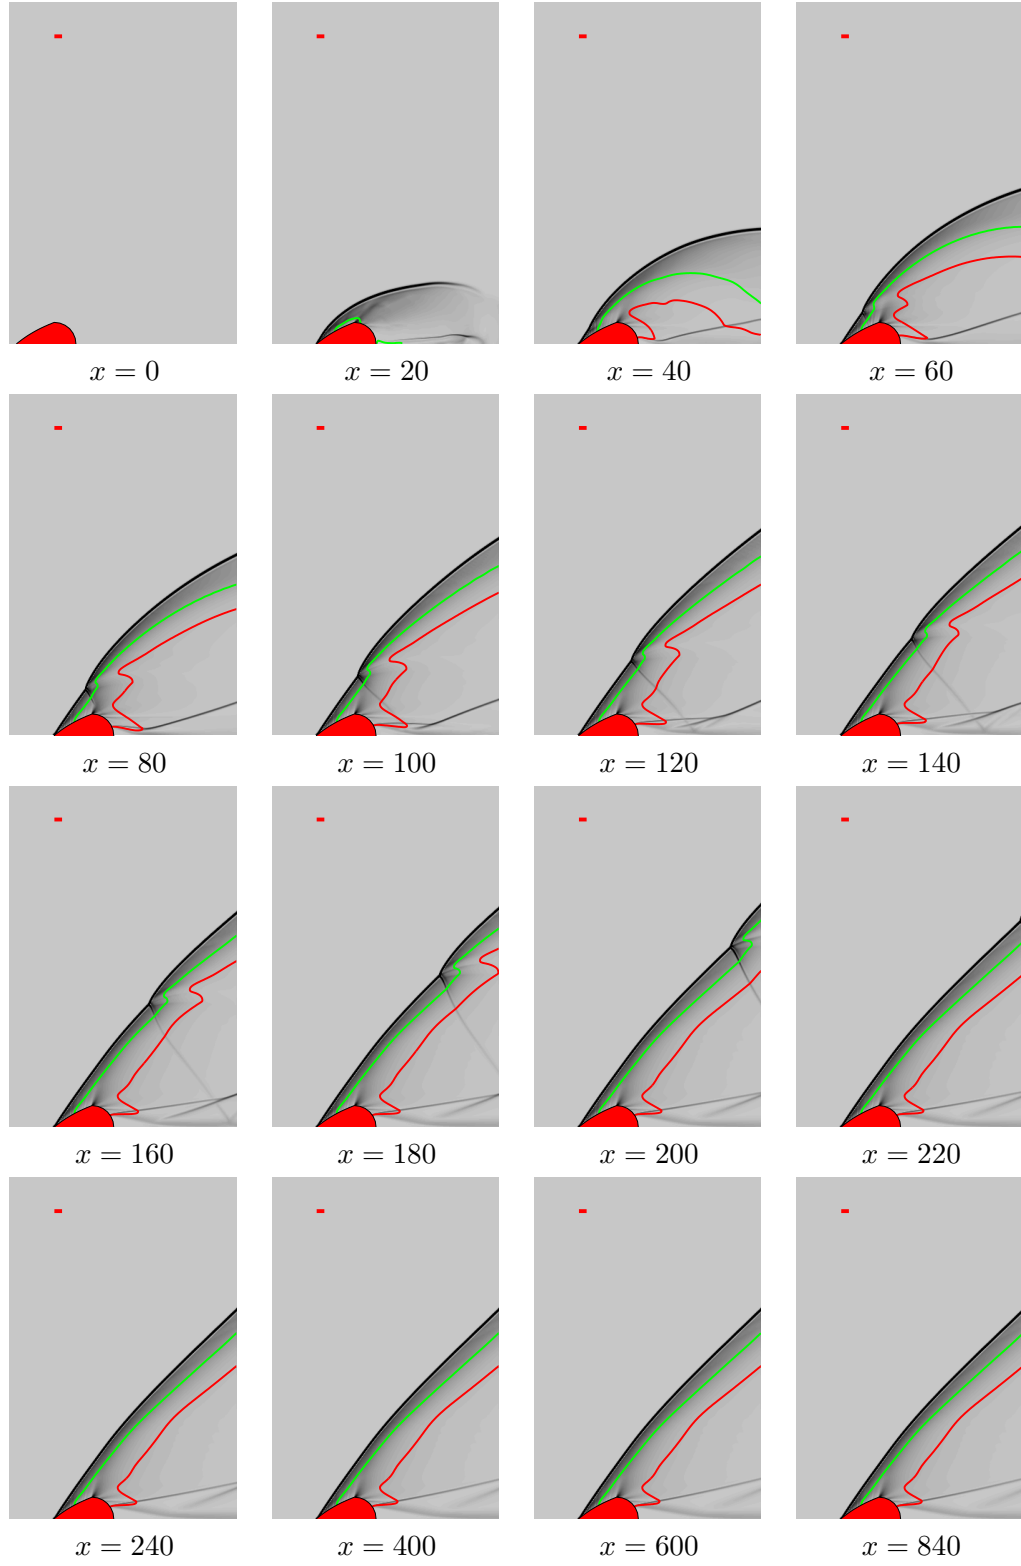 x = 0 x = 20 x = 40 x = 60
x = 80 x = 100 x = 120 x = 140
x = 160 x = 180 x = 200 x = 220
x = 240 x = 400 x = 600 x = 840